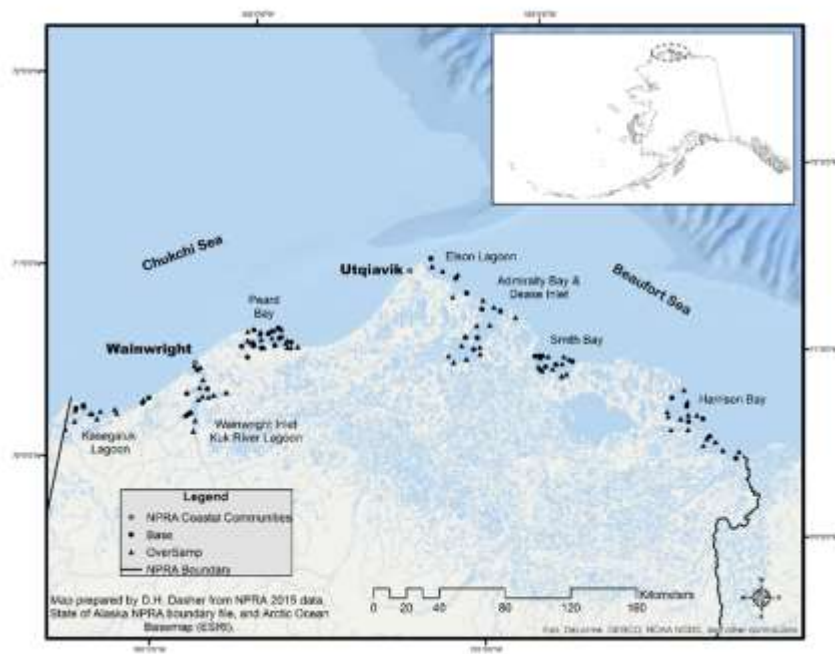 Chukchi Sea
Utqiavik
Elson Lagoon
Admiralty Bay &
Dease Inlet
Beaufort Sea
Peard
Bay
Wainwright
Smith Bay
Harrison Bay
Kasegaluk
Lagoon
Wainwright Inlet
Kuk River Lagoon
Legend
NPRA Coastal Communities
Base
OverSamp
NPRA Boundary
Map prepared by D.H. Dasher from NPRA 2015 data,
State of Alaska NPRA boundary file, and Arctic Ocean
Basemap (ESRI).
Kilometers
0 20 40 80 120 160